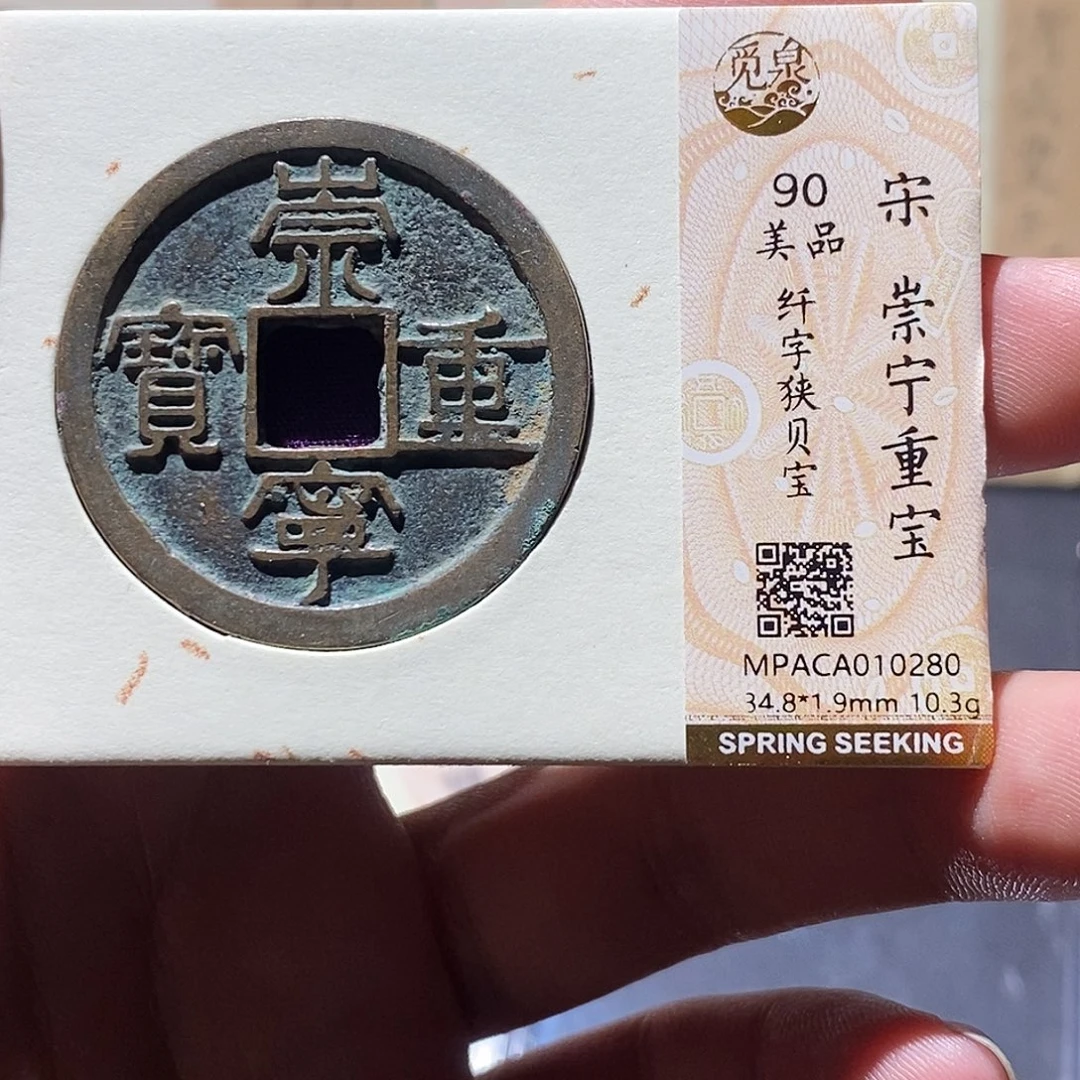 崇
重
寧
寶
觅泉
宋 崇宁重宝
90
美品
纤字狭贝宝
MPACA010280
34.8*1.9mm 10.3g
SPRING SEEKING